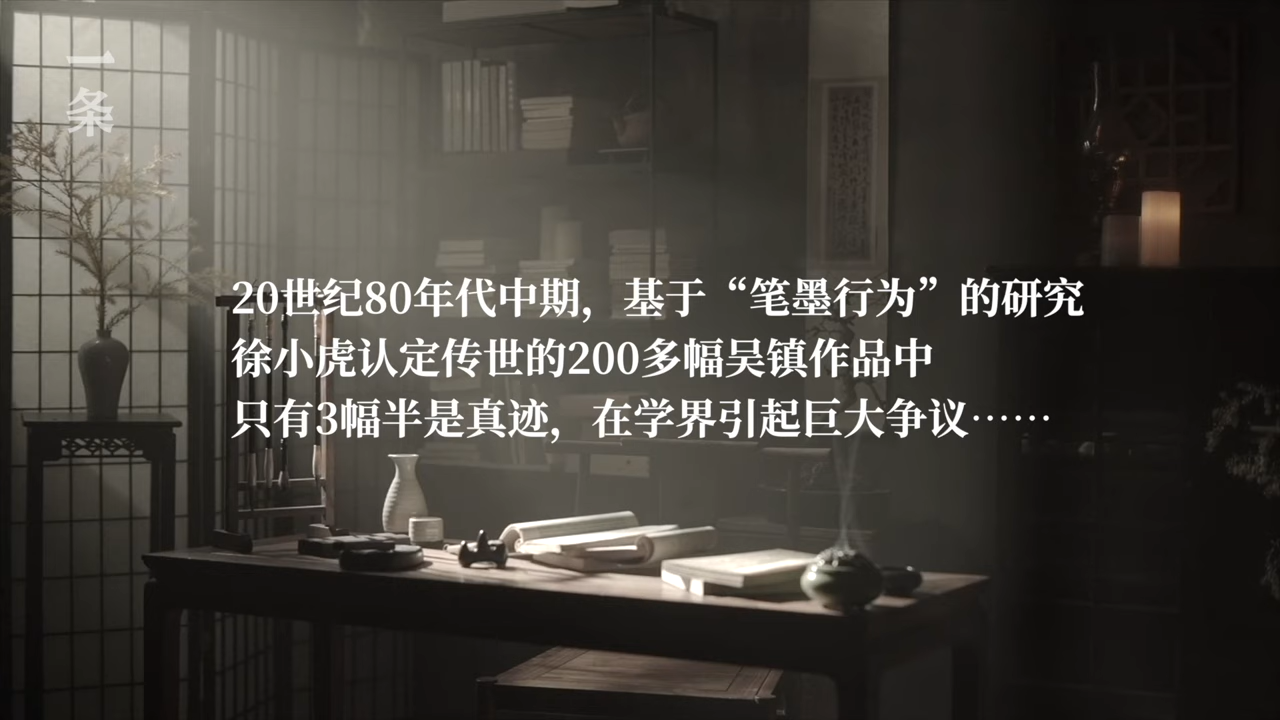 一条
20世纪80年代中期，基于“笔墨行为”的研究
徐小虎认定传世的200多幅吴镇作品中
只有3幅半是真迹，在学界引起巨大争议……